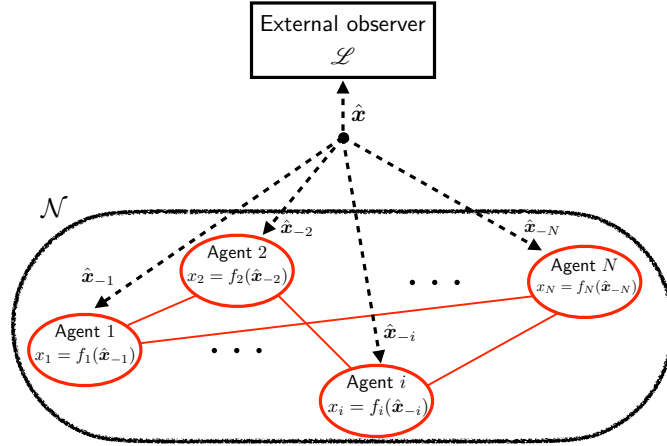 External observer
ℒ
x̂
𝒩
x̂₋₁
x̂₋₂
x̂₋N
x̂₋ᵢ
Agent 2
x₂ = f₂(x̂₋₂)
Agent N
x_N = f_N(x̂₋N)
. . .
Agent 1
x₁ = f₁(x̂₋₁)
. . .
Agent i
xᵢ = fᵢ(x̂₋ᵢ)